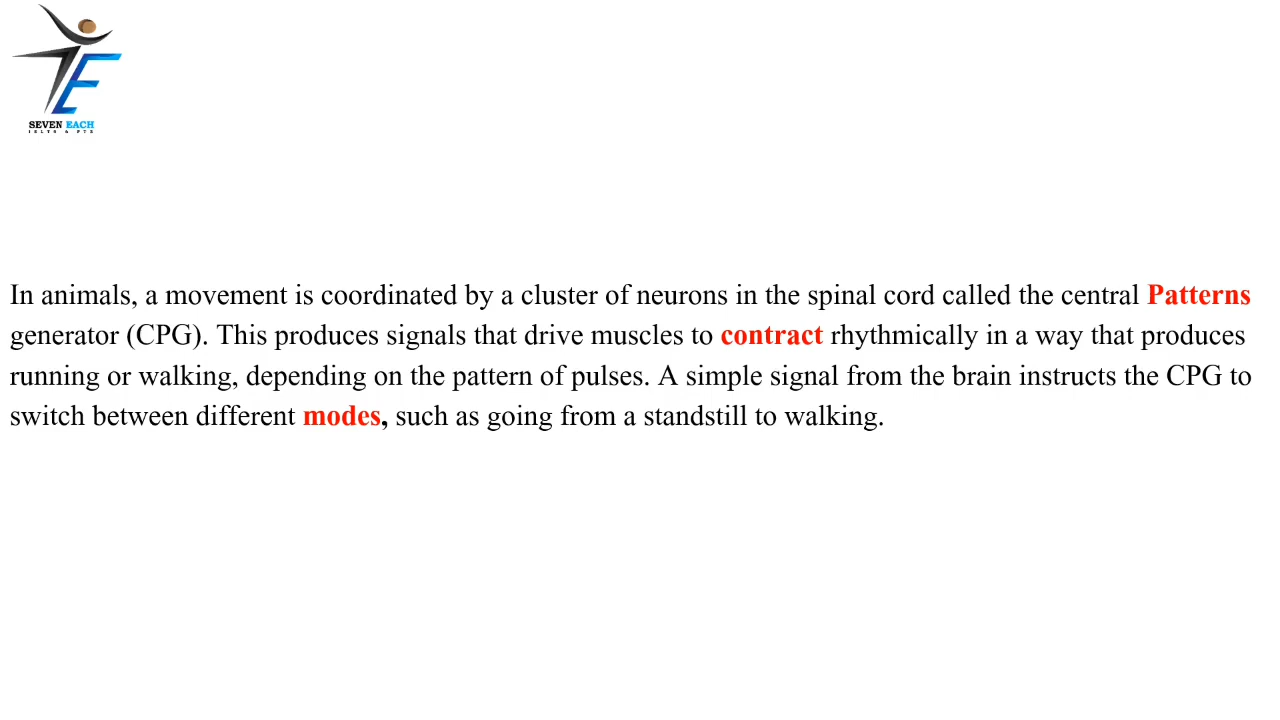 SEVEN EACH
IELTS & PTE
In animals, a movement is coordinated by a cluster of neurons in the spinal cord called the central Patterns
generator (CPG). This produces signals that drive muscles to contract rhythmically in a way that produces
running or walking, depending on the pattern of pulses. A simple signal from the brain instructs the CPG to
switch between different modes, such as going from a standstill to walking.